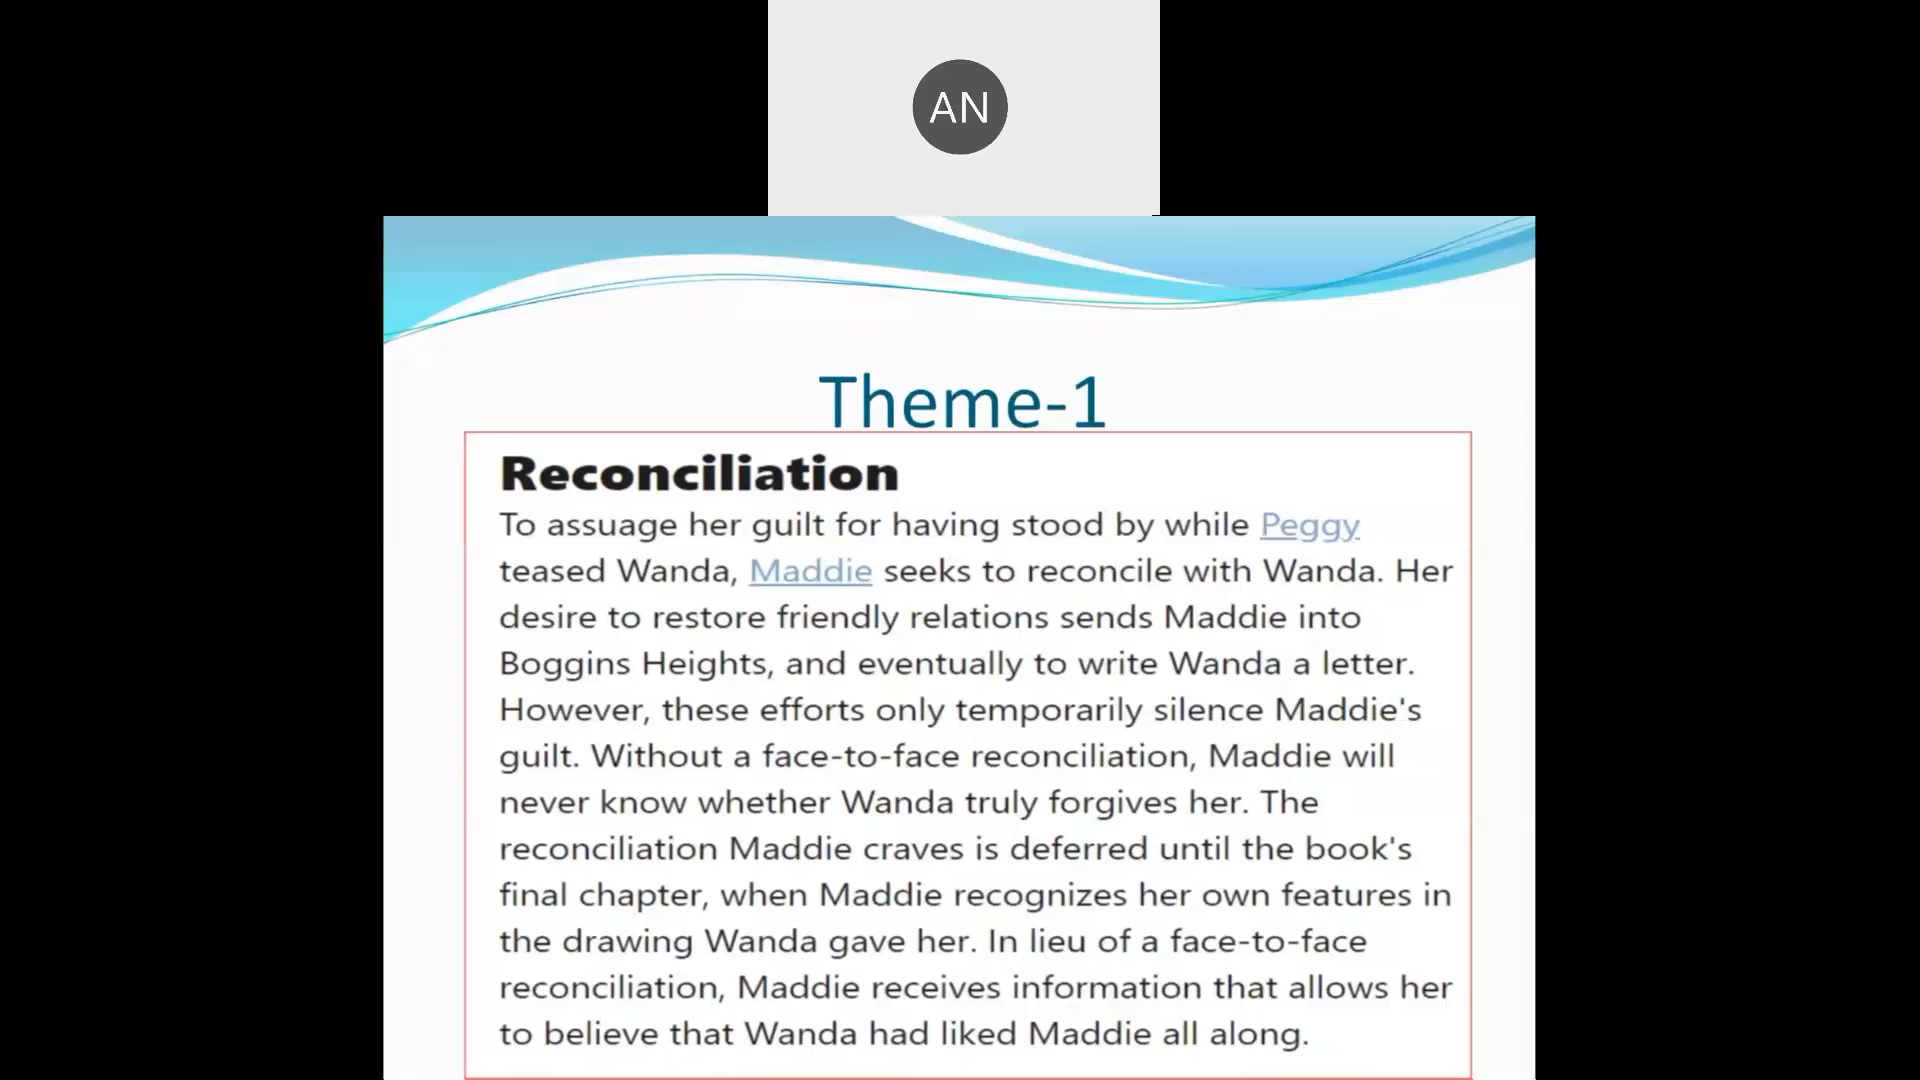 AN
Theme-1
Reconciliation
To assuage her guilt for having stood by while Peggy
teased Wanda, Maddie seeks to reconcile with Wanda. Her
desire to restore friendly relations sends Maddie into
Boggins Heights, and eventually to write Wanda a letter.
However, these efforts only temporarily silence Maddie's
guilt. Without a face-to-face reconciliation, Maddie will
never know whether Wanda truly forgives her. The
reconciliation Maddie craves is deferred until the book's
final chapter, when Maddie recognizes her own features in
the drawing Wanda gave her. In lieu of a face-to-face
reconciliation, Maddie receives information that allows her
to believe that Wanda had liked Maddie all along.